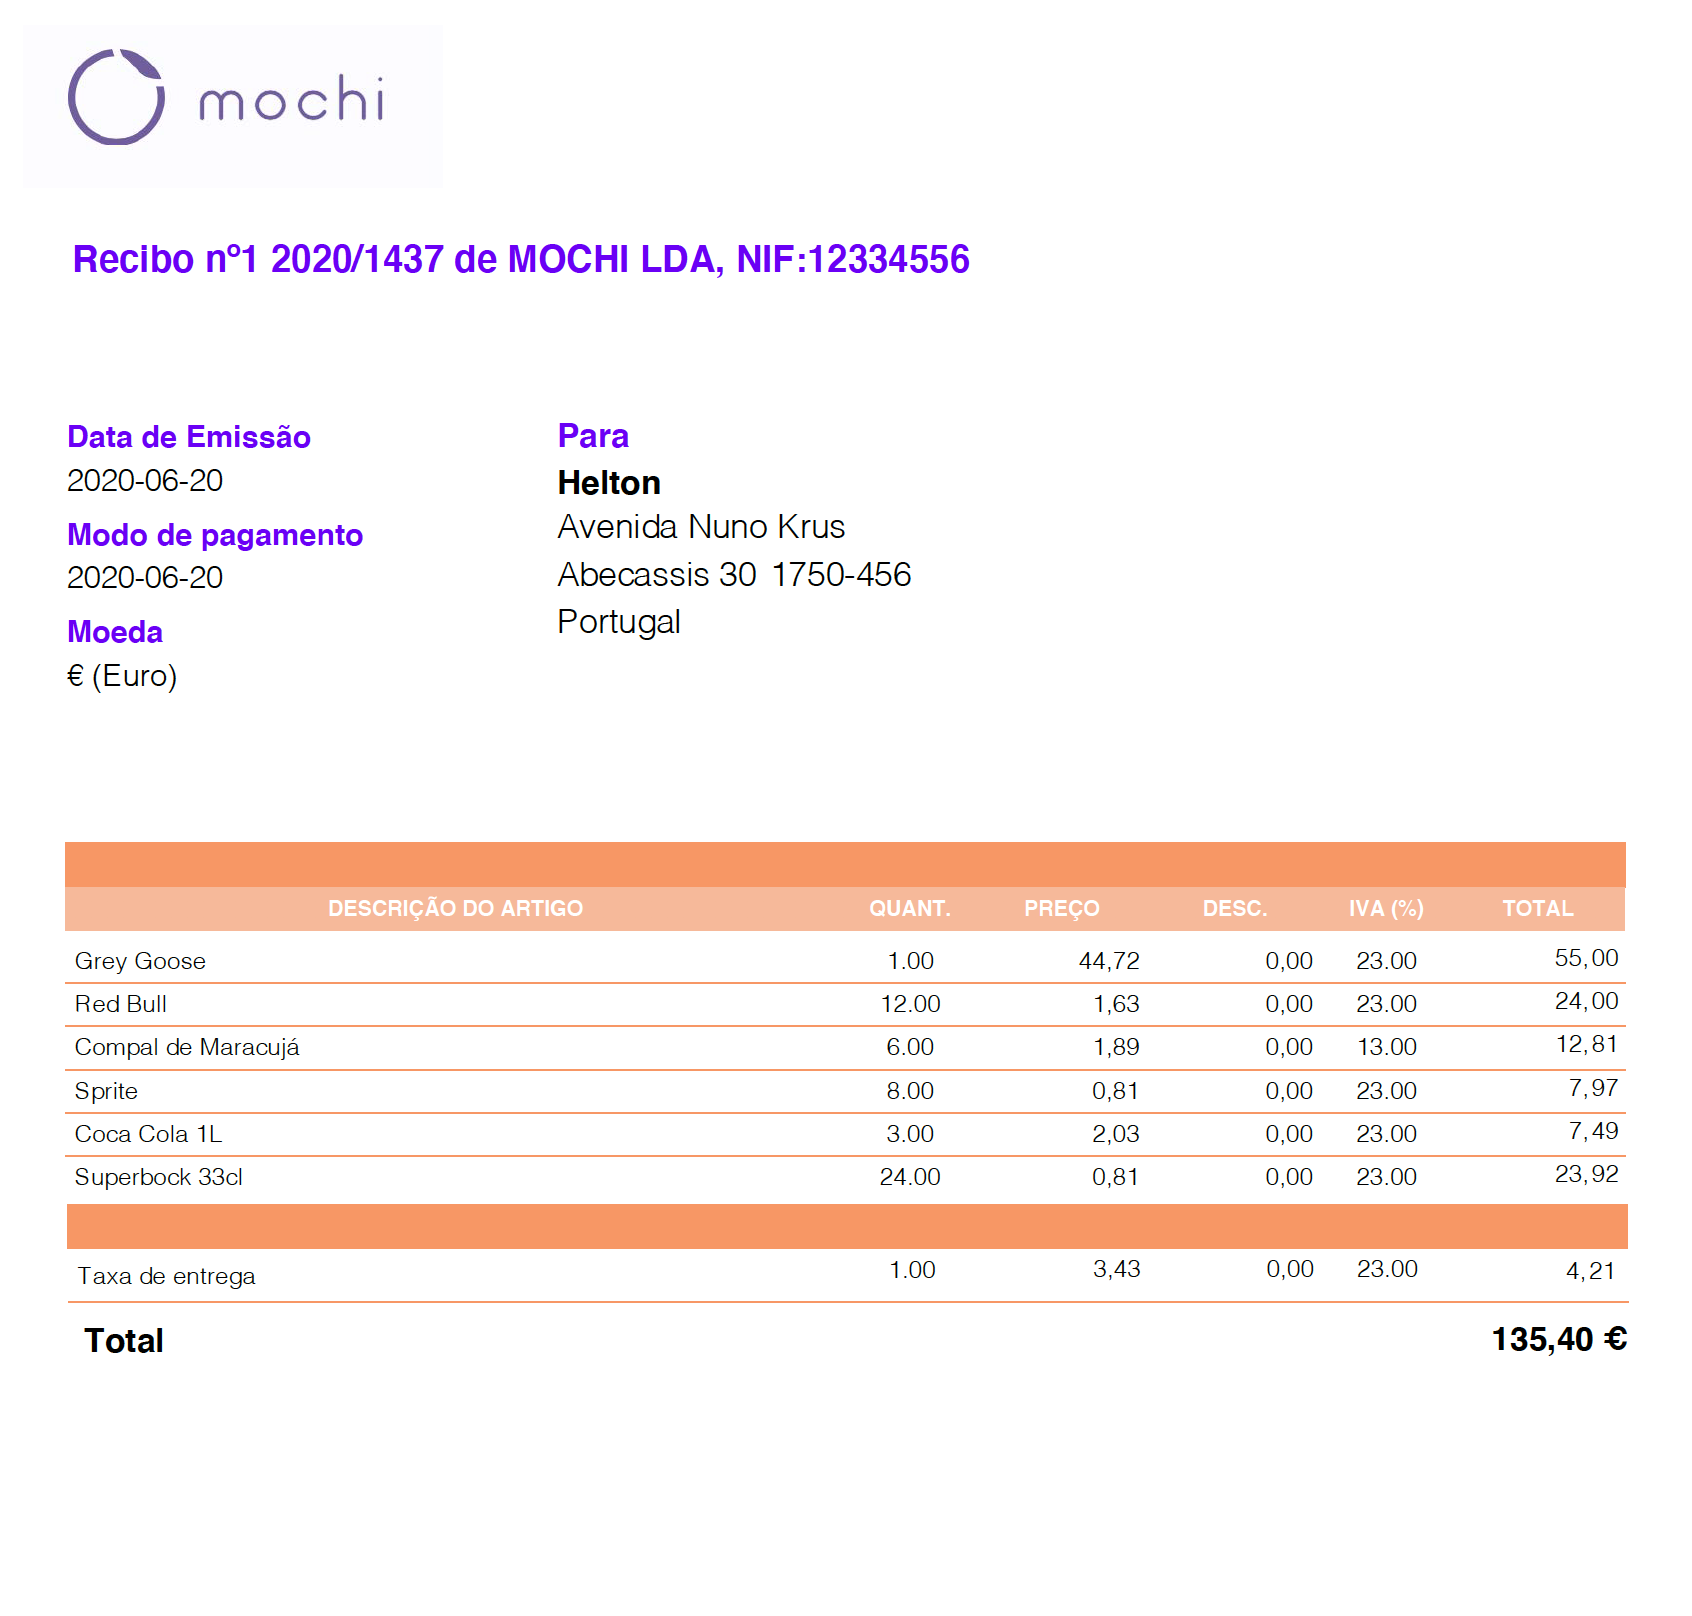 mochi
Recibo nº1 2020/1437 de MOCHI LDA, NIF:12334556
Data de Emissão
2020-06-20
Modo de pagamento
2020-06-20
Moeda
€ (Euro)
Para
Helton
Avenida Nuno Krus
Abecassis 30 1750-456
Portugal
DESCRIÇÃO DO ARTIGO QUANT. PREÇO DESC. IVA (%) TOTAL
Grey Goose 1.00 44,72 0,00 23.00 55,00
Red Bull 12.00 1,63 0,00 23.00 24,00
Compal de Maracujá 6.00 1,89 0,00 13.00 12,81
Sprite 8.00 0,81 0,00 23.00 7,97
Coca Cola 1L 3.00 2,03 0,00 23.00 7,49
Superbock 33cl 24.00 0,81 0,00 23.00 23,92
Taxa de entrega 1.00 3,43 0,00 23.00 4,21
Total 135,40 €